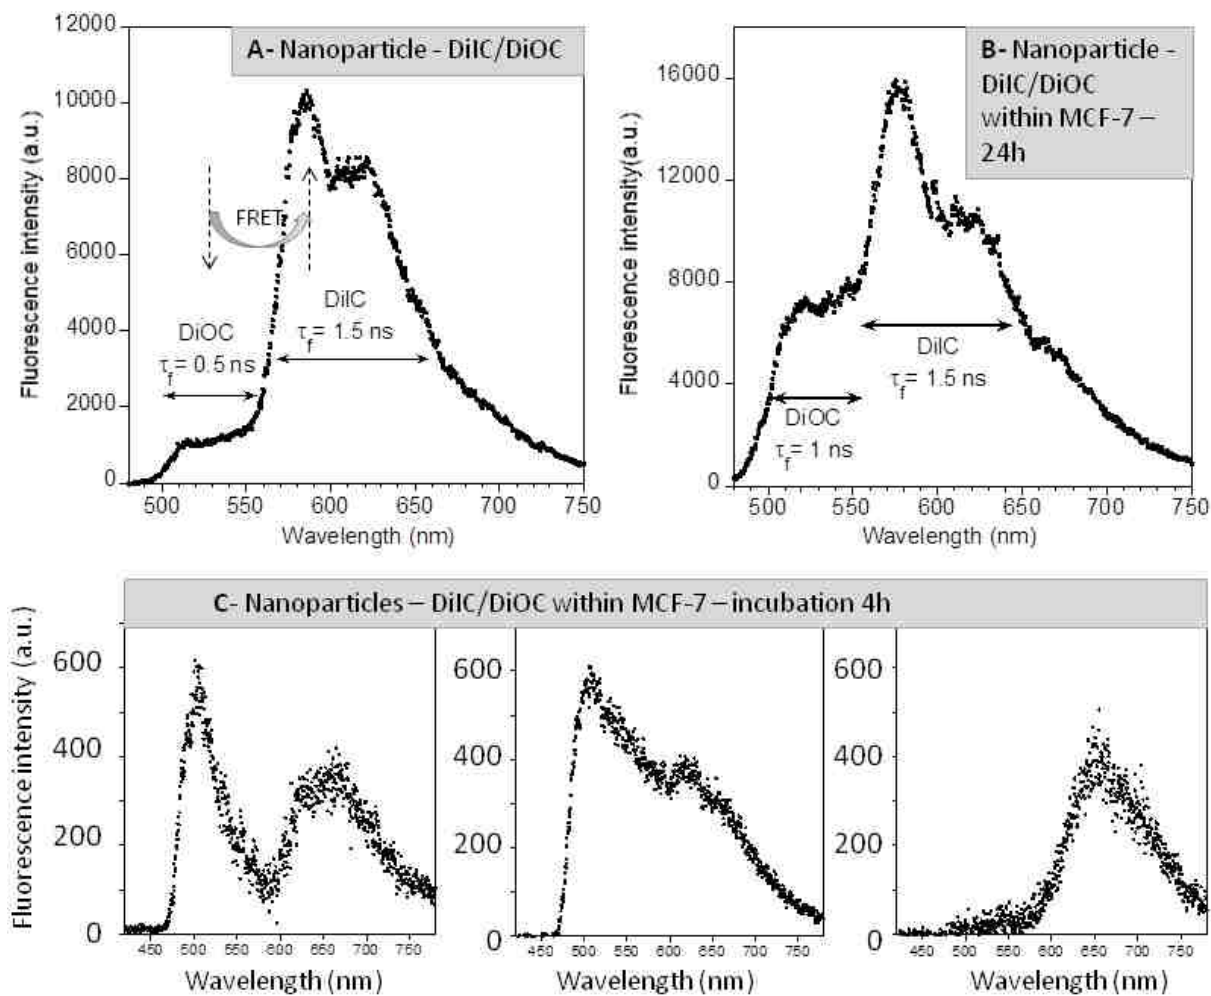 A- Nanoparticle - DiIC/DiOC
Fluorescence intensity (a.u.)
12000
10000
8000
6000
4000
2000
0
FRET
DiOC
τf= 0.5 ns
DiIC
τf= 1.5 ns
500 550 600 650 700 750
Wavelength (nm)
B- Nanoparticle -
DiIC/DiOC
within MCF-7 –
24h
Fluorescence intensity(a.u.)
16000
12000
8000
4000
0
DiIC
τf= 1.5 ns
DiOC
τf= 1 ns
500 550 600 650 700 750
Wavelength (nm)
C- Nanoparticles – DiIC/DiOC within MCF-7 – incubation 4h
Fluorescence intensity (a.u.)
600
400
200
0
450 500 550 600 650 700 750
Wavelength (nm)
600
400
200
0
450 500 550 600 650 700 750
Wavelength (nm)
600
400
200
0
450 500 550 600 650 700 750
Wavelength (nm)